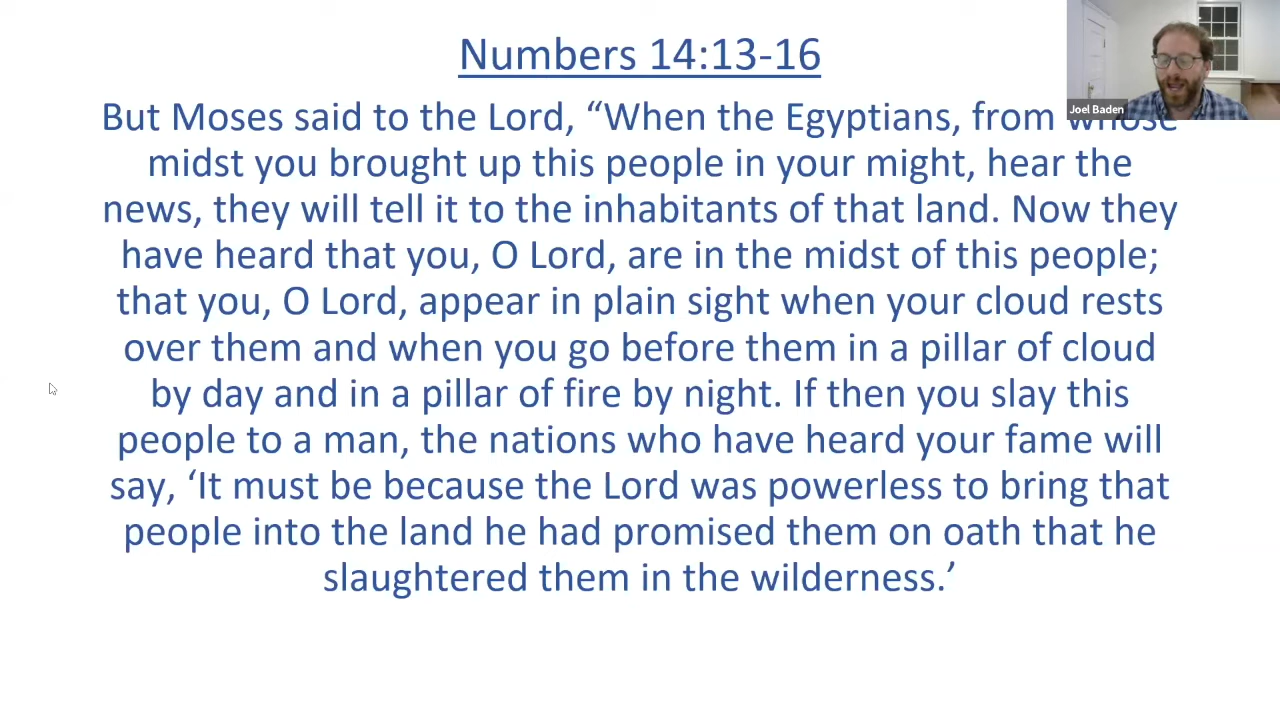 Numbers 14:13-16
But Moses said to the Lord, “When the Egyptians, from whose
midst you brought up this people in your might, hear the
news, they will tell it to the inhabitants of that land. Now they
have heard that you, O Lord, are in the midst of this people;
that you, O Lord, appear in plain sight when your cloud rests
over them and when you go before them in a pillar of cloud
by day and in a pillar of fire by night. If then you slay this
people to a man, the nations who have heard your fame will
say, ‘It must be because the Lord was powerless to bring that
people into the land he had promised them on oath that he
slaughtered them in the wilderness.’
Joel Baden